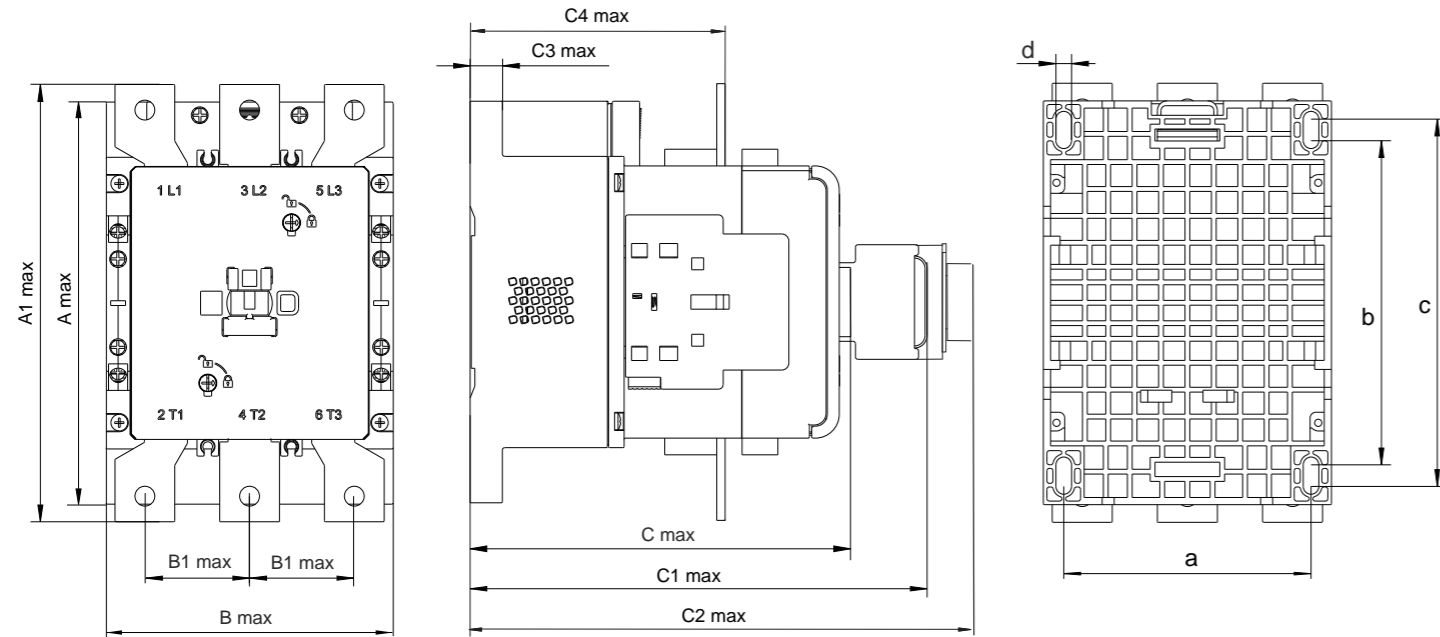 A1 max
A max
1 L1
3 L2
5 L3
2 T1
4 T2
6 T3
B1 max
B1 max
B max
C4 max
C3 max
C max
C1 max
C2 max
d
b
c
a